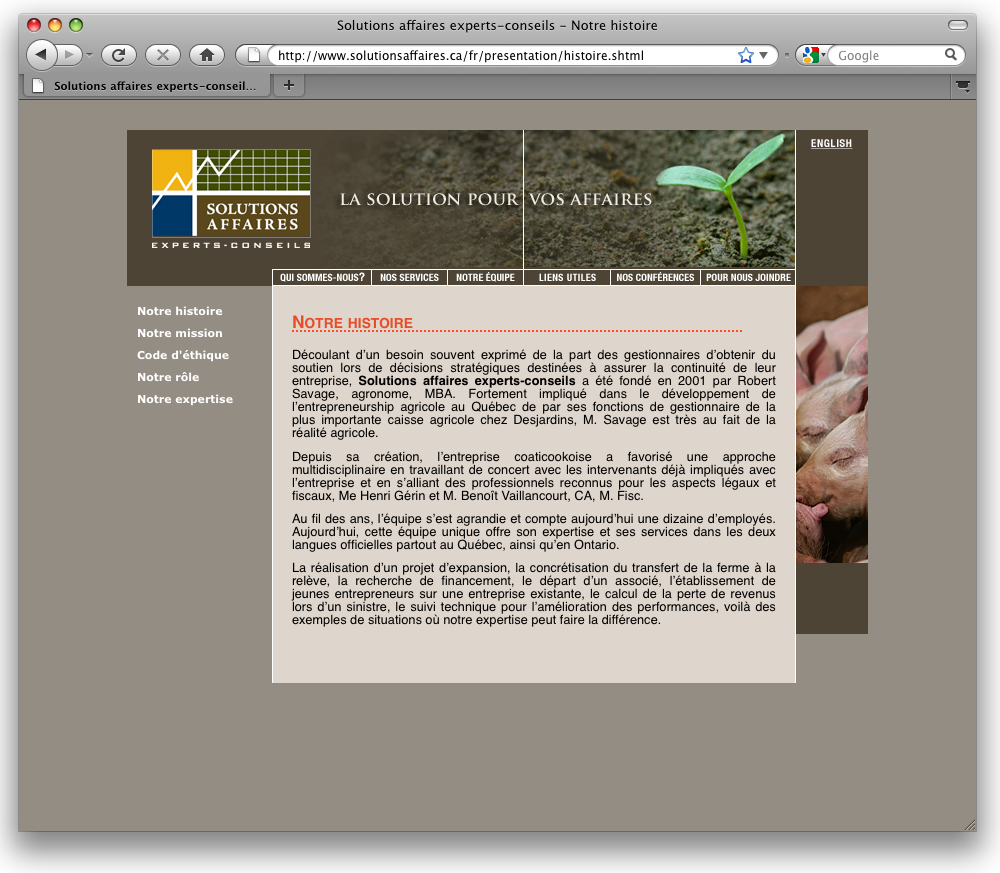 Solutions affaires experts-conseils – Notre histoire
http://www.solutionsaffaires.ca/fr/presentation/histoire.shtml
Google
Solutions affaires experts-conseil...
ENGLISH
SOLUTIONS
AFFAIRES
EXPERTS-CONSEILS
LA SOLUTION POUR VOS AFFAIRES
QUI SOMMES-NOUS? NOS SERVICES NOTRE ÉQUIPE LIENS UTILES NOS CONFÉRENCES POUR NOUS JOINDRE
Notre histoire
Notre mission
Code d'éthique
Notre rôle
Notre expertise
NOTRE HISTOIRE
Découlant d'un besoin souvent exprimé de la part des gestionnaires d'obtenir du
soutien lors de décisions stratégiques destinées à assurer la continuité de leur
entreprise, Solutions affaires experts-conseils a été fondé en 2001 par Robert
Savage, agronome, MBA. Fortement impliqué dans le développement de
l'entrepreneurship agricole au Québec de par ses fonctions de gestionnaire de la
plus importante caisse agricole chez Desjardins, M. Savage est très au fait de la
réalité agricole.
Depuis sa création, l'entreprise coaticookoise a favorisé une approche
multidisciplinaire en travaillant de concert avec les intervenants déjà impliqués avec
l'entreprise et en s'alliant des professionnels reconnus pour les aspects légaux et
fiscaux, Me Henri Gérin et M. Benoît Vaillancourt, CA, M. Fisc.
Au fil des ans, l'équipe s'est agrandie et compte aujourd'hui une dizaine d'employés.
Aujourd'hui, cette équipe unique offre son expertise et ses services dans les deux
langues officielles partout au Québec, ainsi qu'en Ontario.
La réalisation d'un projet d'expansion, la concrétisation du transfert de la ferme à la
relève, la recherche de financement, le départ d'un associé, l'établissement de
jeunes entrepreneurs sur une entreprise existante, le calcul de la perte de revenus
lors d'un sinistre, le suivi technique pour l'amélioration des performances, voilà des
exemples de situations où notre expertise peut faire la différence.